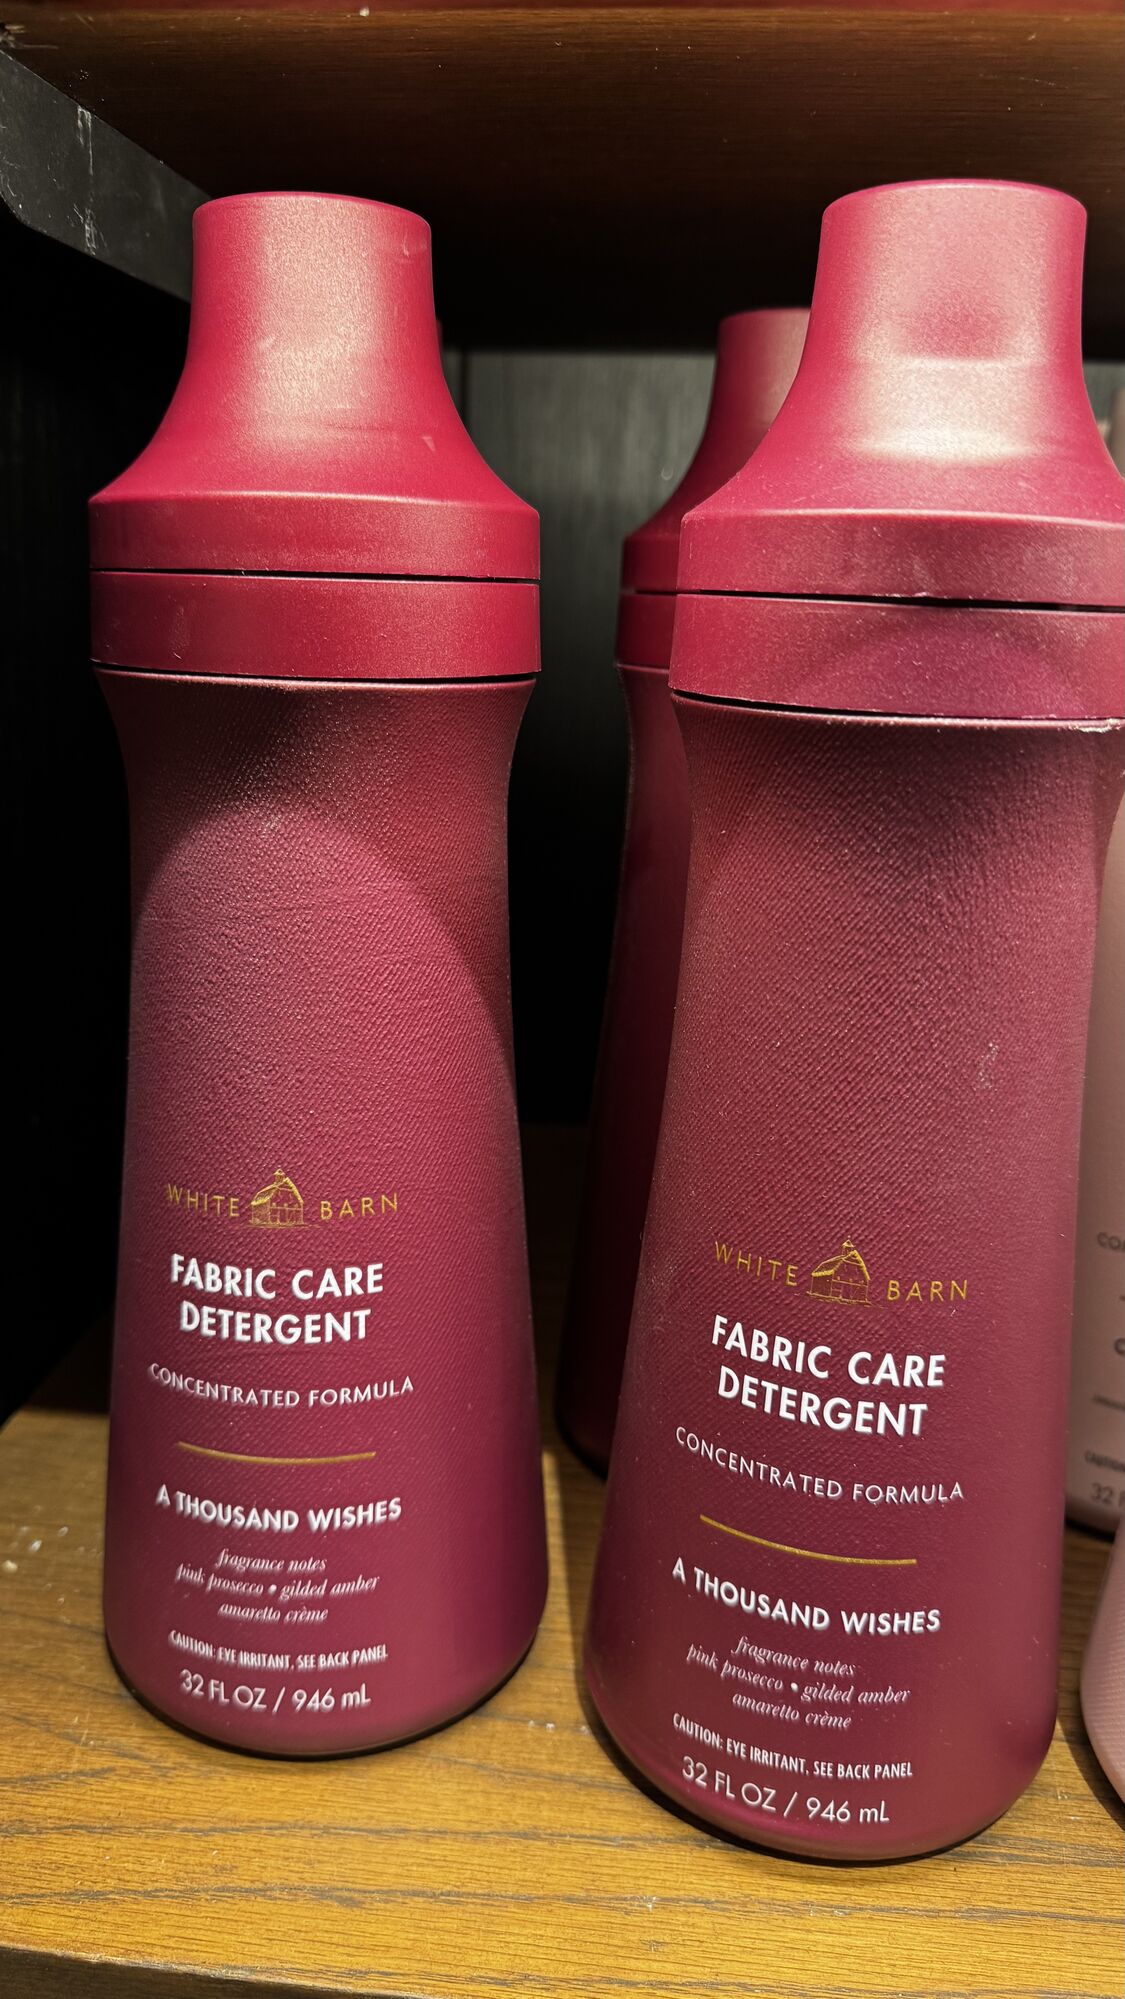 WHITE BARN
FABRIC CARE
DETERGENT
CONCENTRATED FORMULA
A THOUSAND WISHES
fragrance notes
pink prosecco • gilded amber
amaretto crème
CAUTION: EYE IRRITANT, SEE BACK PANEL
32 FL OZ / 946 mL
WHITE BARN
FABRIC CARE
DETERGENT
CONCENTRATED FORMULA
A THOUSAND WISHES
fragrance notes
pink prosecco • gilded amber
amaretto crème
CAUTION: EYE IRRITANT, SEE BACK PANEL
32 FL OZ / 946 mL
32